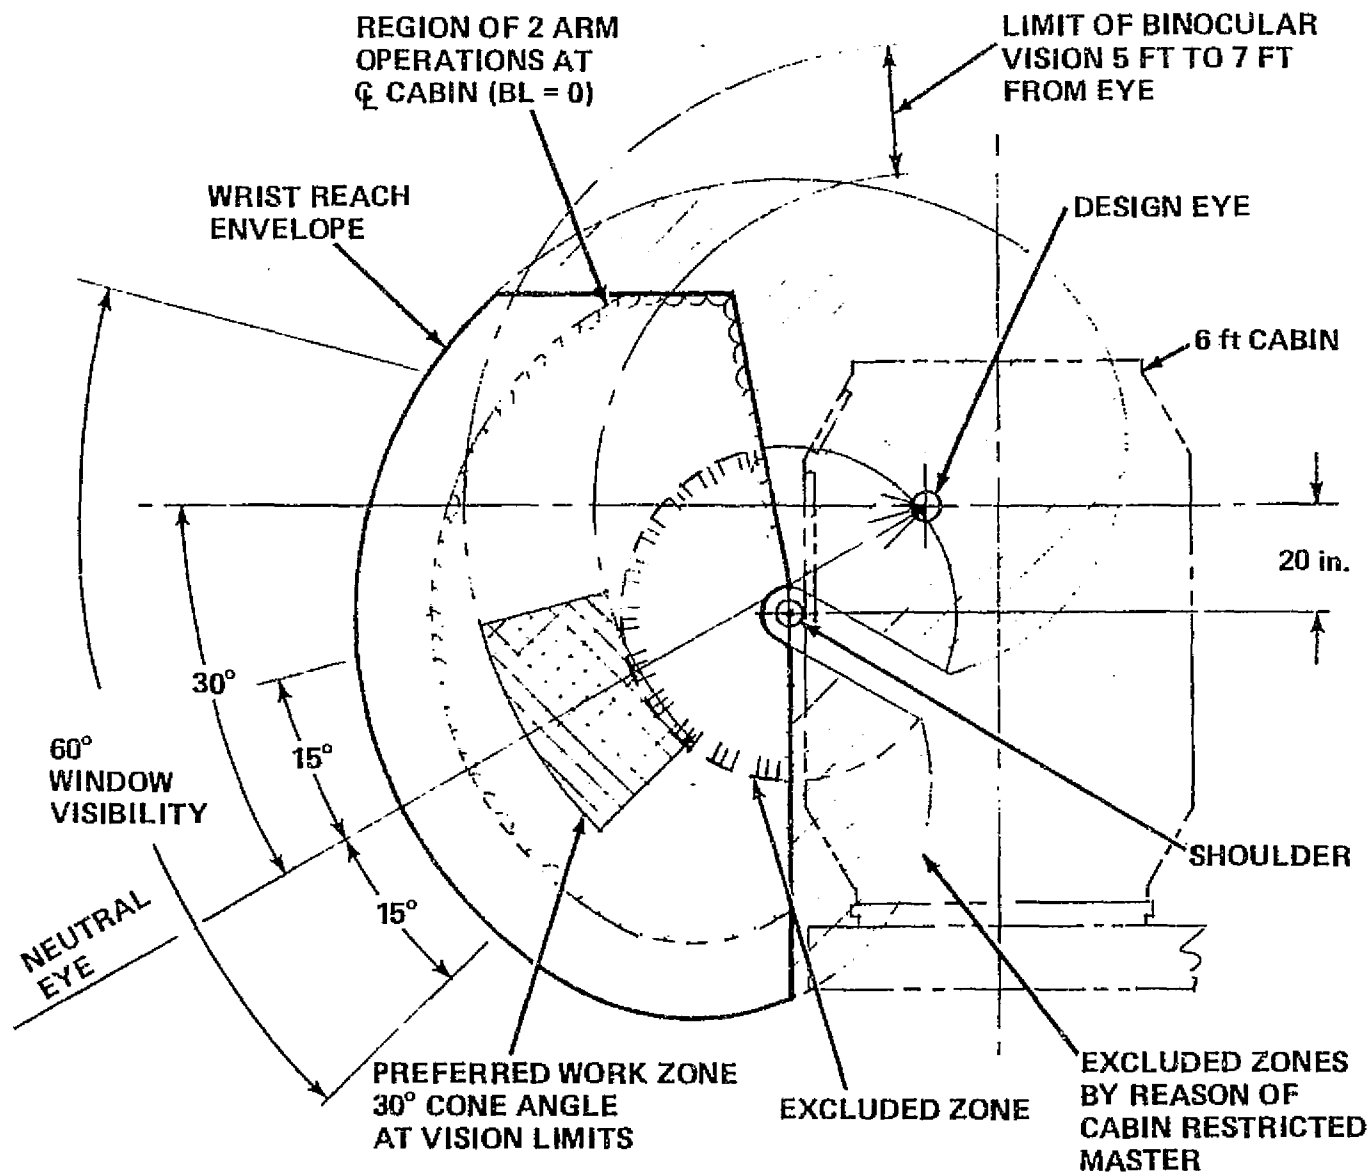 REGION OF 2 ARM
OPERATIONS AT
℄ CABIN (BL = 0)
LIMIT OF BINOCULAR
VISION 5 FT TO 7 FT
FROM EYE
WRIST REACH
ENVELOPE
DESIGN EYE
6 ft CABIN
20 in.
30°
15°
60°
WINDOW
VISIBILITY
15°
SHOULDER
NEUTRAL
EYE
PREFERRED WORK ZONE
30° CONE ANGLE
AT VISION LIMITS
EXCLUDED ZONE
EXCLUDED ZONES
BY REASON OF
CABIN RESTRICTED
MASTER